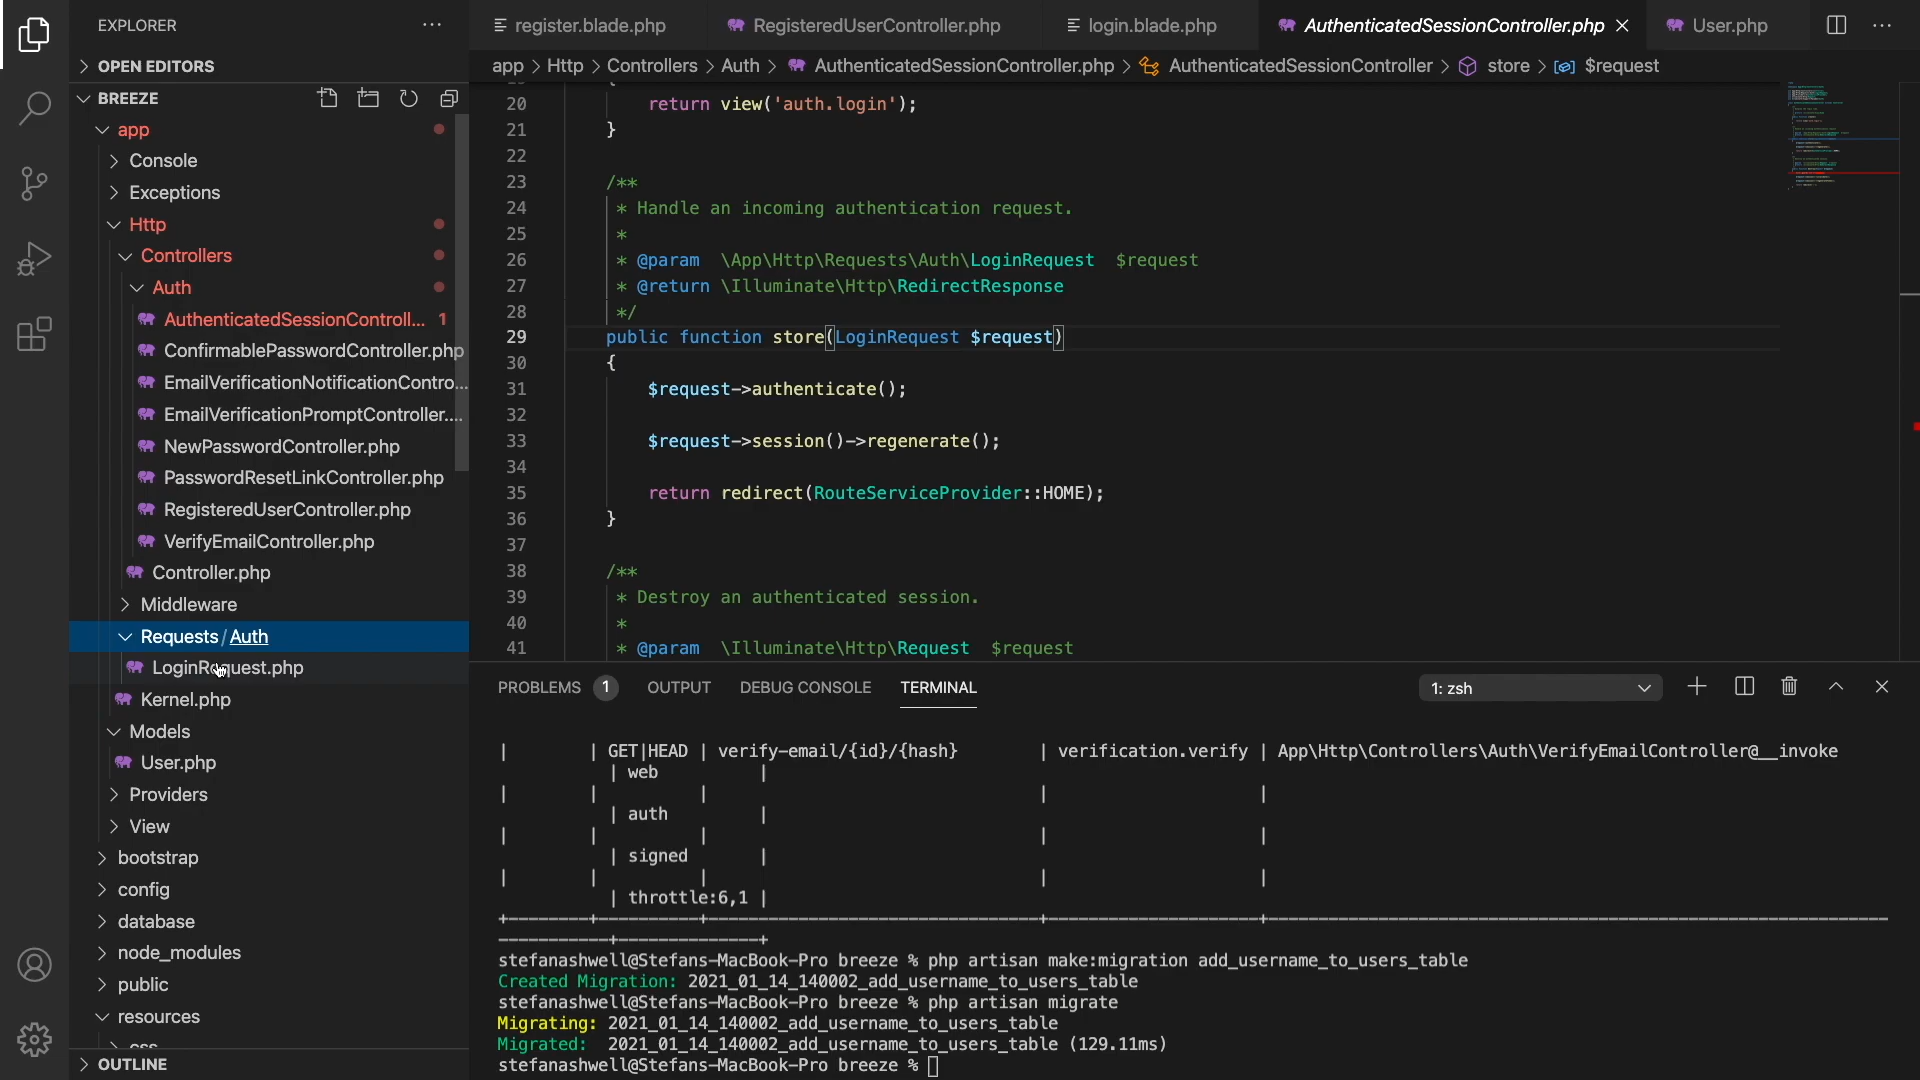 EXPLORER
OPEN EDITORS
BREEZE
app
Console
Exceptions
Http
Controllers
Auth
AuthenticatedSessionControll... 1
ConfirmablePasswordController.php
EmailVerificationNotificationContro...
EmailVerificationPromptController....
NewPasswordController.php
PasswordResetLinkController.php
RegisteredUserController.php
VerifyEmailController.php
Controller.php
Middleware
Requests / Auth
LoginRequest.php
Kernel.php
Models
User.php
Providers
View
bootstrap
config
database
node_modules
public
resources
OUTLINE
register.blade.php RegisteredUserController.php login.blade.php AuthenticatedSessionController.php User.php
app > Http > Controllers > Auth > AuthenticatedSessionController.php > AuthenticatedSessionController > store > $request
20 return view('auth.login');
21 }
22
23 /**
24 * Handle an incoming authentication request.
25 *
26 * @param \App\Http\Requests\Auth\LoginRequest $request
27 * @return \Illuminate\Http\RedirectResponse
28 */
29 public function store(LoginRequest $request)
30 {
31 $request->authenticate();
32
33 $request->session()->regenerate();
34
35 return redirect(RouteServiceProvider::HOME);
36 }
37
38 /**
39 * Destroy an authenticated session.
40 *
41 * @param \Illuminate\Http\Request $request
PROBLEMS 1 OUTPUT DEBUG CONSOLE TERMINAL 1: zsh
| | GET|HEAD | verify-email/{id}/{hash} | verification.verify | App\Http\Controllers\Auth\VerifyEmailController@__invoke
| web |
| | | | |
| auth |
| | | | |
| signed |
| | | | |
| throttle:6,1 |
stefanashwell@Stefans-MacBook-Pro breeze % php artisan make:migration add_username_to_users_table
Created Migration: 2021_01_14_140002_add_username_to_users_table
stefanashwell@Stefans-MacBook-Pro breeze % php artisan migrate
Migrating: 2021_01_14_140002_add_username_to_users_table
Migrated: 2021_01_14_140002_add_username_to_users_table (129.11ms)
stefanashwell@Stefans-MacBook-Pro breeze %